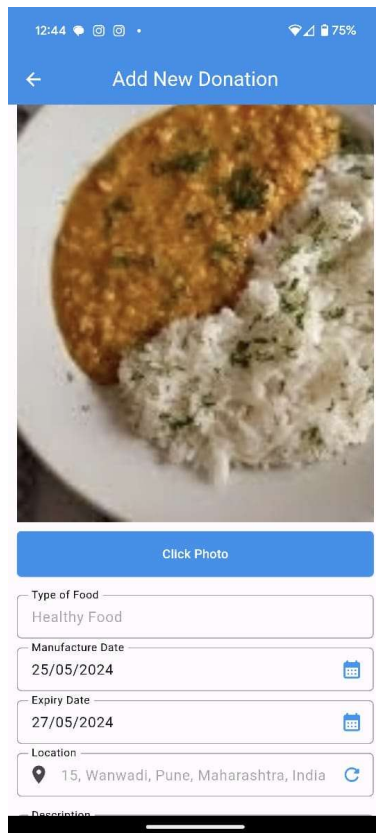 12:44
75%
Add New Donation
Click Photo
Type of Food
Healthy Food
Manufacture Date
25/05/2024
Expiry Date
27/05/2024
Location
15, Wanwadi, Pune, Maharashtra, India
Description